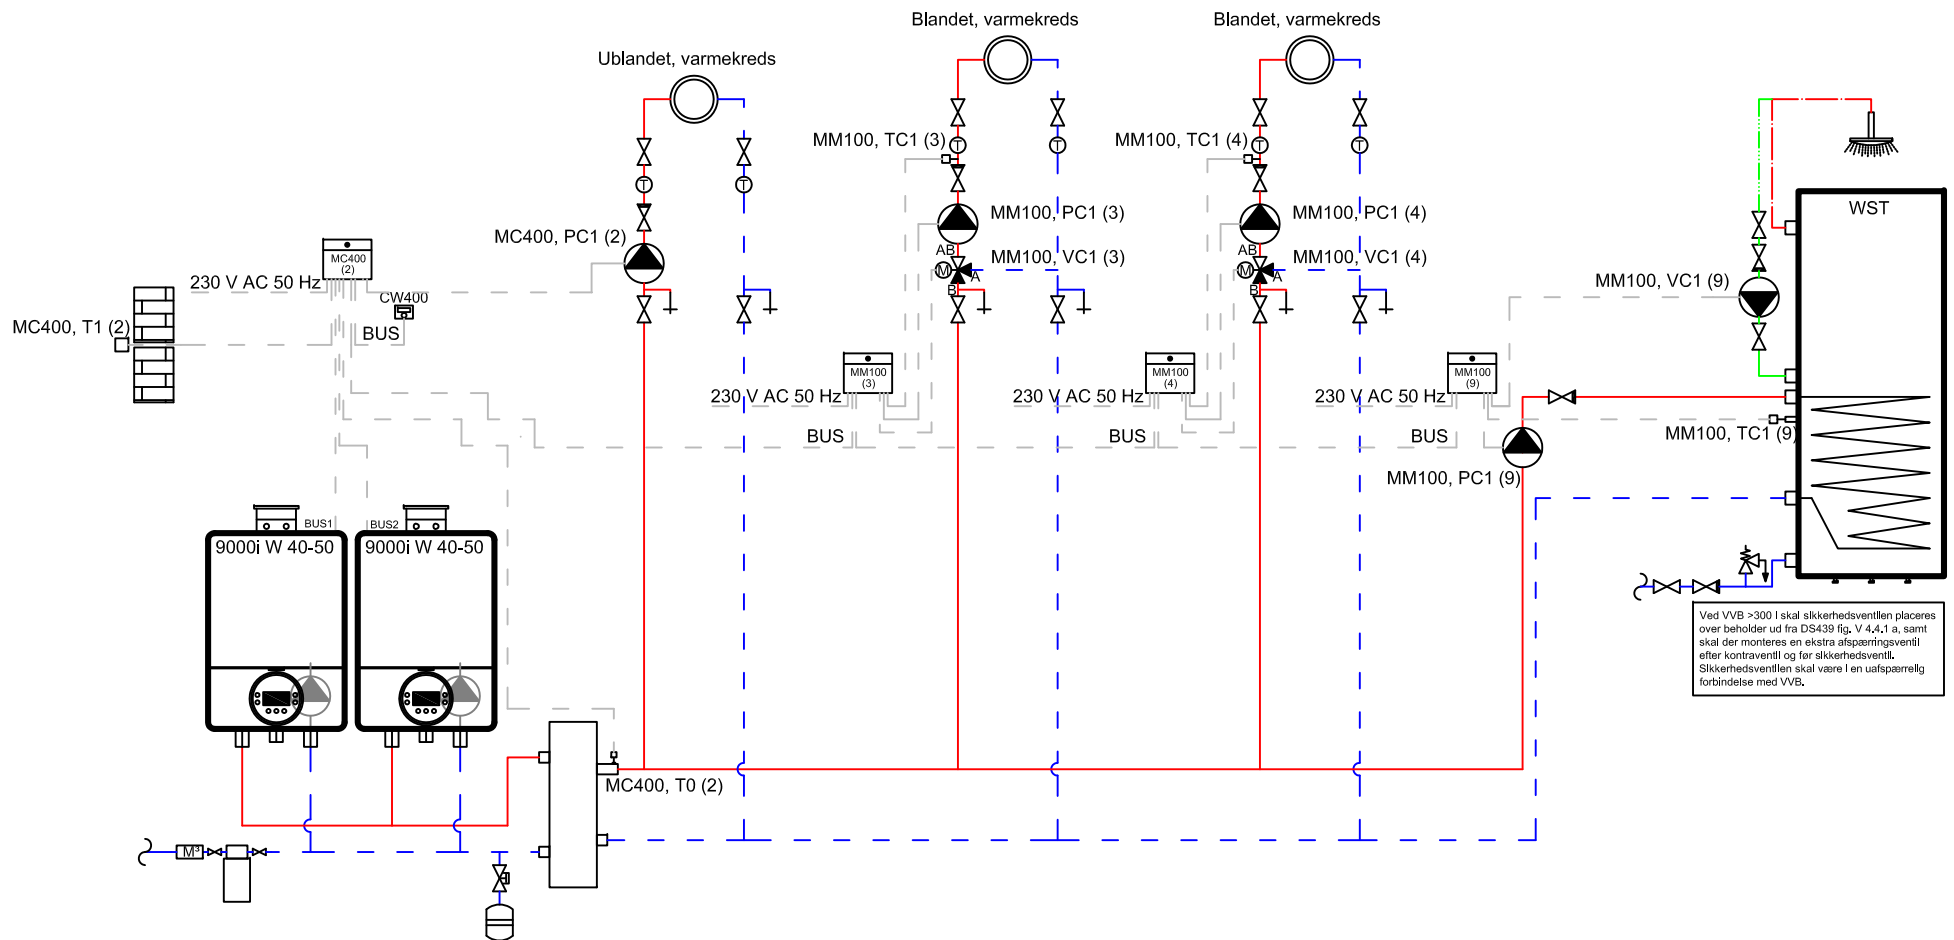 Blandet, varmekreds
Blandet, varmekreds
Ublandet, varmekreds
MM100, TC1 (3)
T
T
MM100, TC1 (4)
T
T
T
T
WST
MM100, PC1 (3)
MM100, PC1 (4)
MC400, PC1 (2)
AB
MM100, VC1 (3)
AB
MM100, VC1 (4)
MC400
(2)
M
A
B
M
A
B
230 V AC 50 Hz
MM100, VC1 (9)
CW400
MC400, T1 (2)
BUS
MM100
(3)
MM100
(4)
MM100
(9)
230 V AC 50 Hz
230 V AC 50 Hz
230 V AC 50 Hz
BUS
BUS
BUS
MM100, TC1 (9)
MM100, PC1 (9)
BUS1
BUS2
9000i W 40-50
9000i W 40-50
Ved VVB >300 l skal sikkerhedsventilen placeres
over beholder ud fra DS439 fig. V 4.4.1 a, samt
skal der monteres en ekstra afspærringsventil
efter kontraventil og før sikkerhedsventil.
Sikkerhedsventilen skal være i en uafspærrelig
forbindelse med VVB.
MC400, T0 (2)
M³